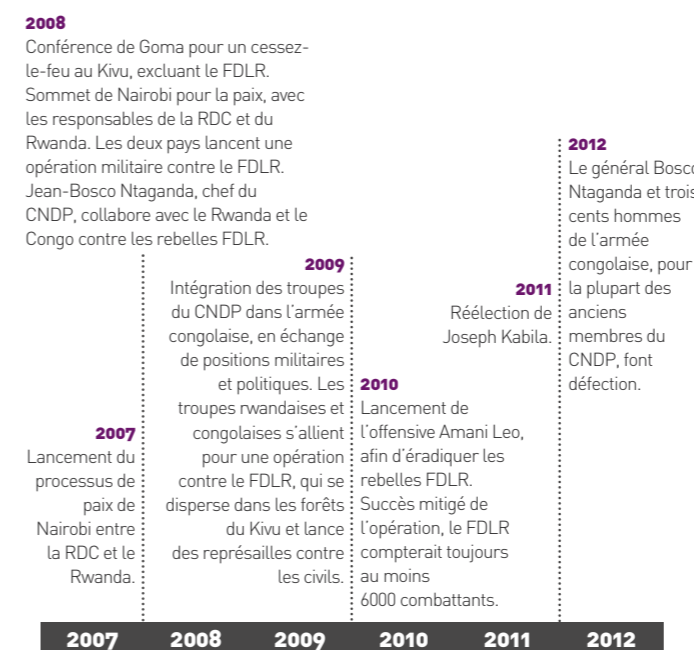 2008
Conférence de Goma pour un cessez-
le-feu au Kivu, excluant le FDLR.
Sommet de Nairobi pour la paix, avec
les responsables de la RDC et du
Rwanda. Les deux pays lancent une
opération militaire contre le FDLR.
Jean-Bosco Ntaganda, chef du
CNDP, collabore avec le Rwanda et le
Congo contre les rebelles FDLR.
2007
Lancement du
processus de
paix de
Nairobi entre
la RDC et le
Rwanda.
2009
Intégration des troupes
du CNDP dans l'armée
congolaise, en échange
de positions militaires
et politiques. Les
troupes rwandaises et
congolaises s'allient
pour une opération
contre le FDLR, qui se
disperse dans les forêts
du Kivu et lance
des représailles contre
les civils.
2010
Lancement de
l'offensive Amani Leo,
afin d'éradiquer les
rebelles FDLR.
Succès mitigé de
l'opération, le FDLR
compterait toujours
au moins
6000 combattants.
2011
Réélection de
Joseph Kabila.
2012
Le général Bosco
Ntaganda et trois
cents hommes
de l'armée
congolaise, pour
la plupart des
anciens
membres du
CNDP, font
défection.
2007 2008 2009 2010 2011 2012